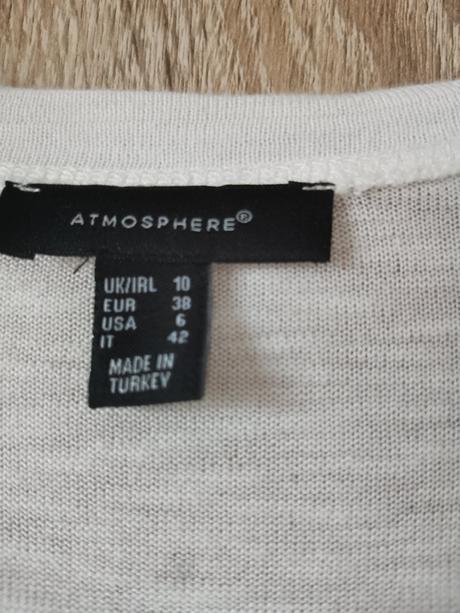 ATMOSPHERE®
UK/IRL 10
EUR 38
USA 6
IT 42
MADE IN
TURKEY